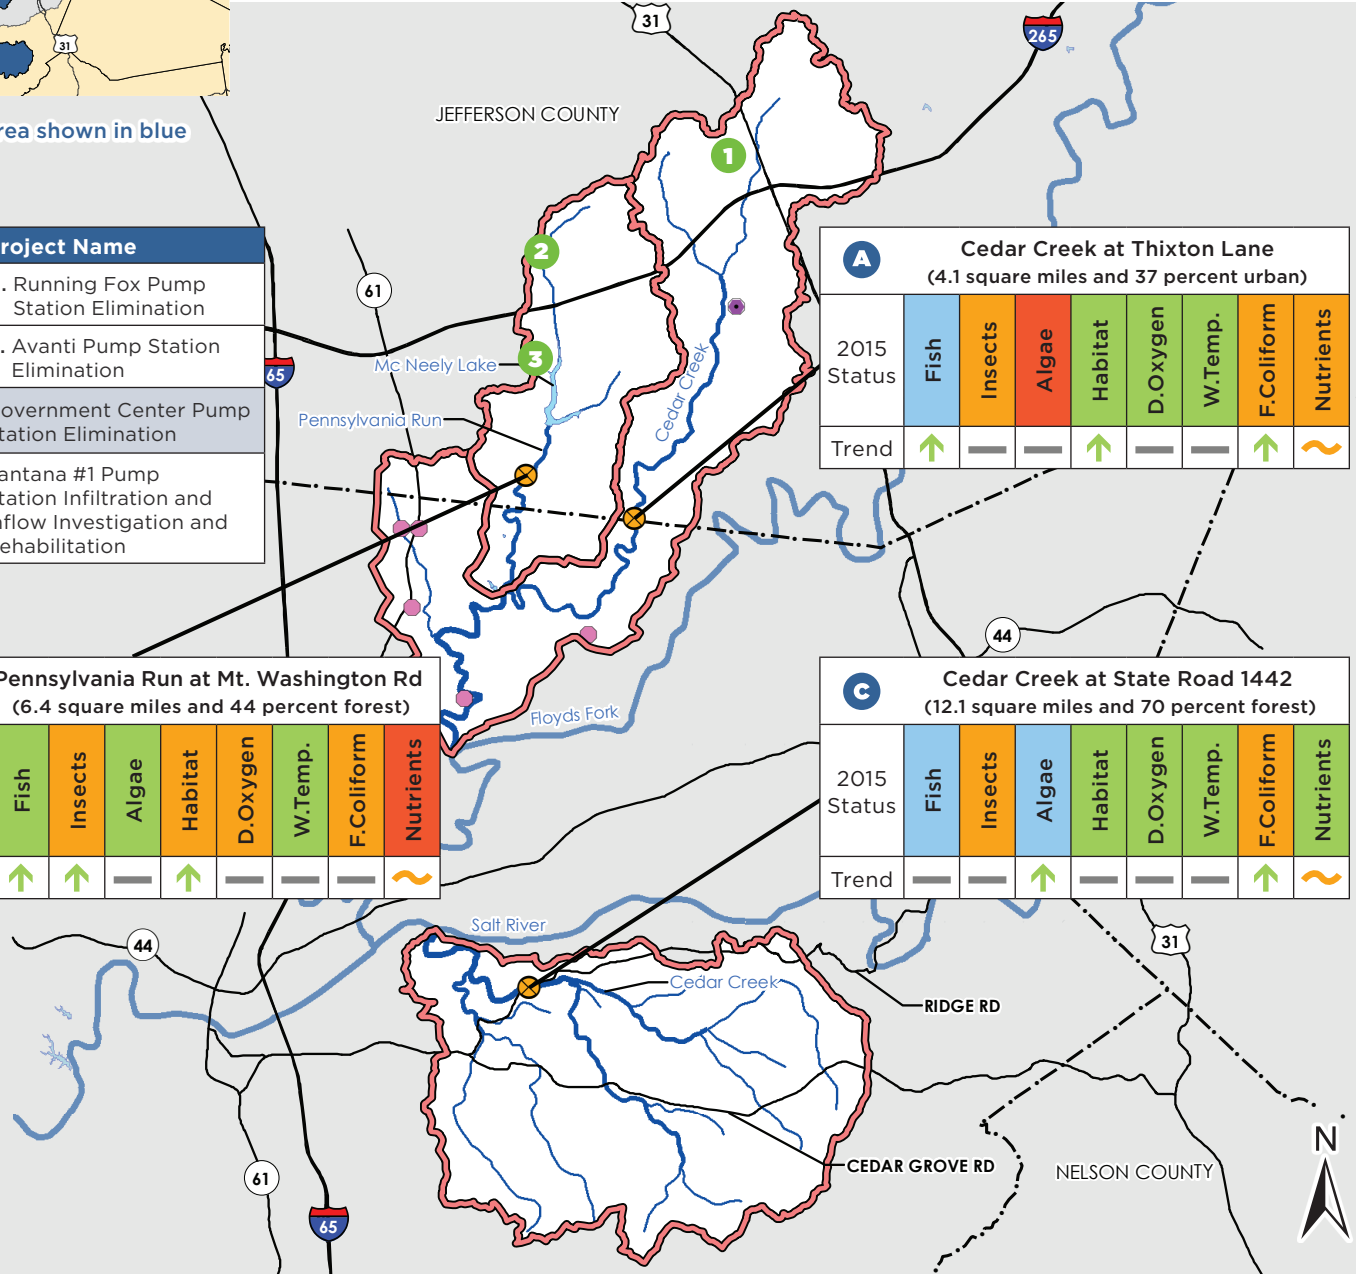 31
31
265
JEFFERSON COUNTY
rea shown in blue
1
2
3
61
65
Mc Neely Lake
Pennsylvania Run
Cedar Creek
roject Name
. Running Fox Pump
Station Elimination
. Avanti Pump Station
Elimination
overnment Center Pump
tation Elimination
antana #1 Pump
tation Infiltration and
flow Investigation and
ehabilitation
A
Cedar Creek at Thixton Lane
(4.1 square miles and 37 percent urban)
2015
Status
Fish
Insects
Algae
Habitat
D.Oxygen
W.Temp.
F.Coliform
Nutrients
Trend
44
Floyds Fork
Pennsylvania Run at Mt. Washington Rd
(6.4 square miles and 44 percent forest)
Fish
Insects
Algae
Habitat
D.Oxygen
W.Temp.
F.Coliform
Nutrients
C
Cedar Creek at State Road 1442
(12.1 square miles and 70 percent forest)
2015
Status
Fish
Insects
Algae
Habitat
D.Oxygen
W.Temp.
F.Coliform
Nutrients
Trend
Salt River
44
31
Cedar Creek
RIDGE RD
CEDAR GROVE RD
NELSON COUNTY
61
65
N